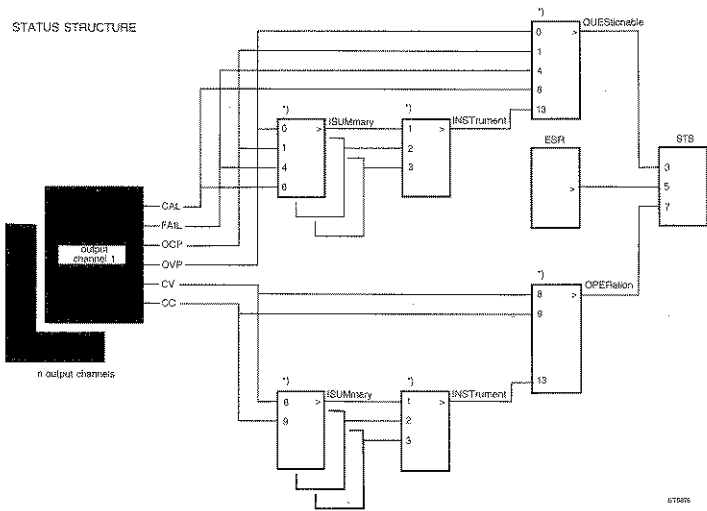 STATUS STRUCTURE
*)
QUEStionable
0
>
1
4
8
13
*)
ISUMmary
*)
INSTrument
0
>
1
4
8
1
>
2
3
ESR
>
STB
3
5
7
CAL
FAIL
OCP
OVP
CV
CC
output
channel 1
n output channels
*)
OPERation
8
>
9
13
*)
ISUMmary
*)
INSTrument
8
>
9
1
>
2
3